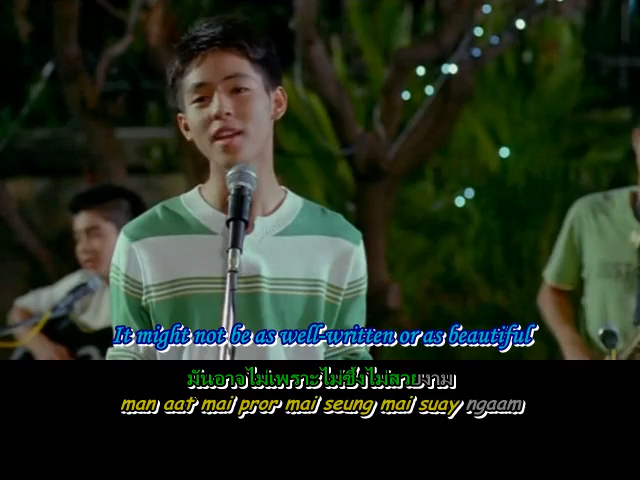 It might not be as well-written or as beautiful
มันอาจไม่เพราะไม่ซึ้งไม่สวยงาม
man aat mai pror mai seung mai suay ngaam